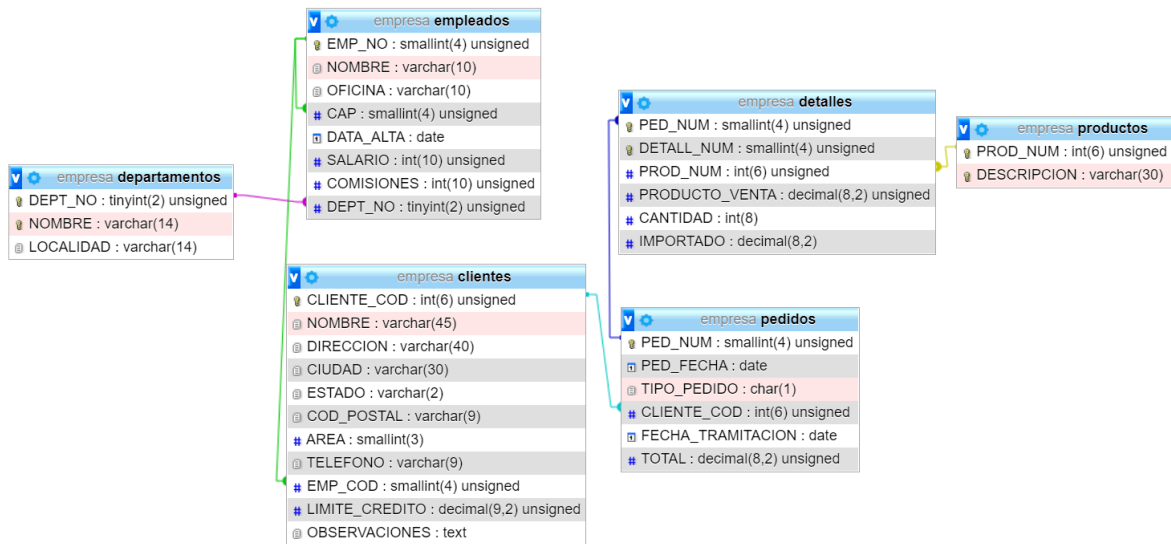 empresa empleados
EMP_NO : smallint(4) unsigned
NOMBRE : varchar(10)
OFICINA : varchar(10)
CAP : smallint(4) unsigned
DATA_ALTA : date
SALARIO : int(10) unsigned
COMISIONES : int(10) unsigned
DEPT_NO : tinyint(2) unsigned
empresa departamentos
DEPT_NO : tinyint(2) unsigned
NOMBRE : varchar(14)
LOCALIDAD : varchar(14)
empresa clientes
CLIENTE_COD : int(6) unsigned
NOMBRE : varchar(45)
DIRECCION : varchar(40)
CIUDAD : varchar(30)
ESTADO : varchar(2)
COD_POSTAL : varchar(9)
AREA : smallint(3)
TELEFONO : varchar(9)
EMP_COD : smallint(4) unsigned
LIMITE_CREDITO : decimal(9,2) unsigned
OBSERVACIONES : text
empresa detalles
PED_NUM : smallint(4) unsigned
DETALL_NUM : smallint(4) unsigned
PROD_NUM : int(6) unsigned
PRODUCTO_VENTA : decimal(8,2) unsigned
CANTIDAD : int(8)
IMPORTADO : decimal(8,2)
empresa productos
PROD_NUM : int(6) unsigned
DESCRIPCION : varchar(30)
empresa pedidos
PED_NUM : smallint(4) unsigned
PED_FECHA : date
TIPO_PEDIDO : char(1)
CLIENTE_COD : int(6) unsigned
FECHA_TRAMITACION : date
TOTAL : decimal(8,2) unsigned